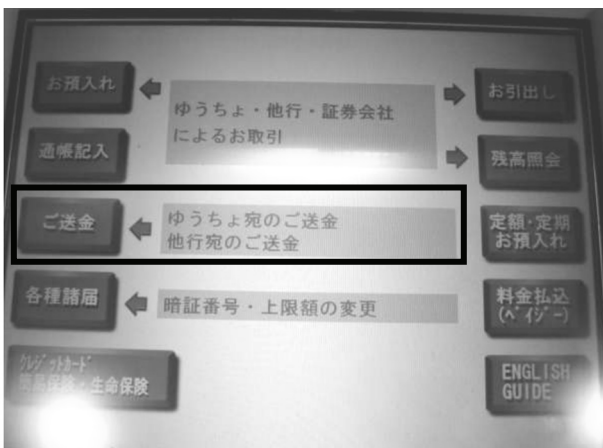 お預入れ
ゆうちょ・他行・証券会社
によるお取引
お引出し
通帳記入
残高照会
ご送金
ゆうちょ宛のご送金
他行宛のご送金
定額・定期
お預入れ
各種諸届
暗証番号・上限額の変更
料金払込
(ペイジー)
クレジットカード
簡易保険・生命保険
ENGLISH
GUIDE